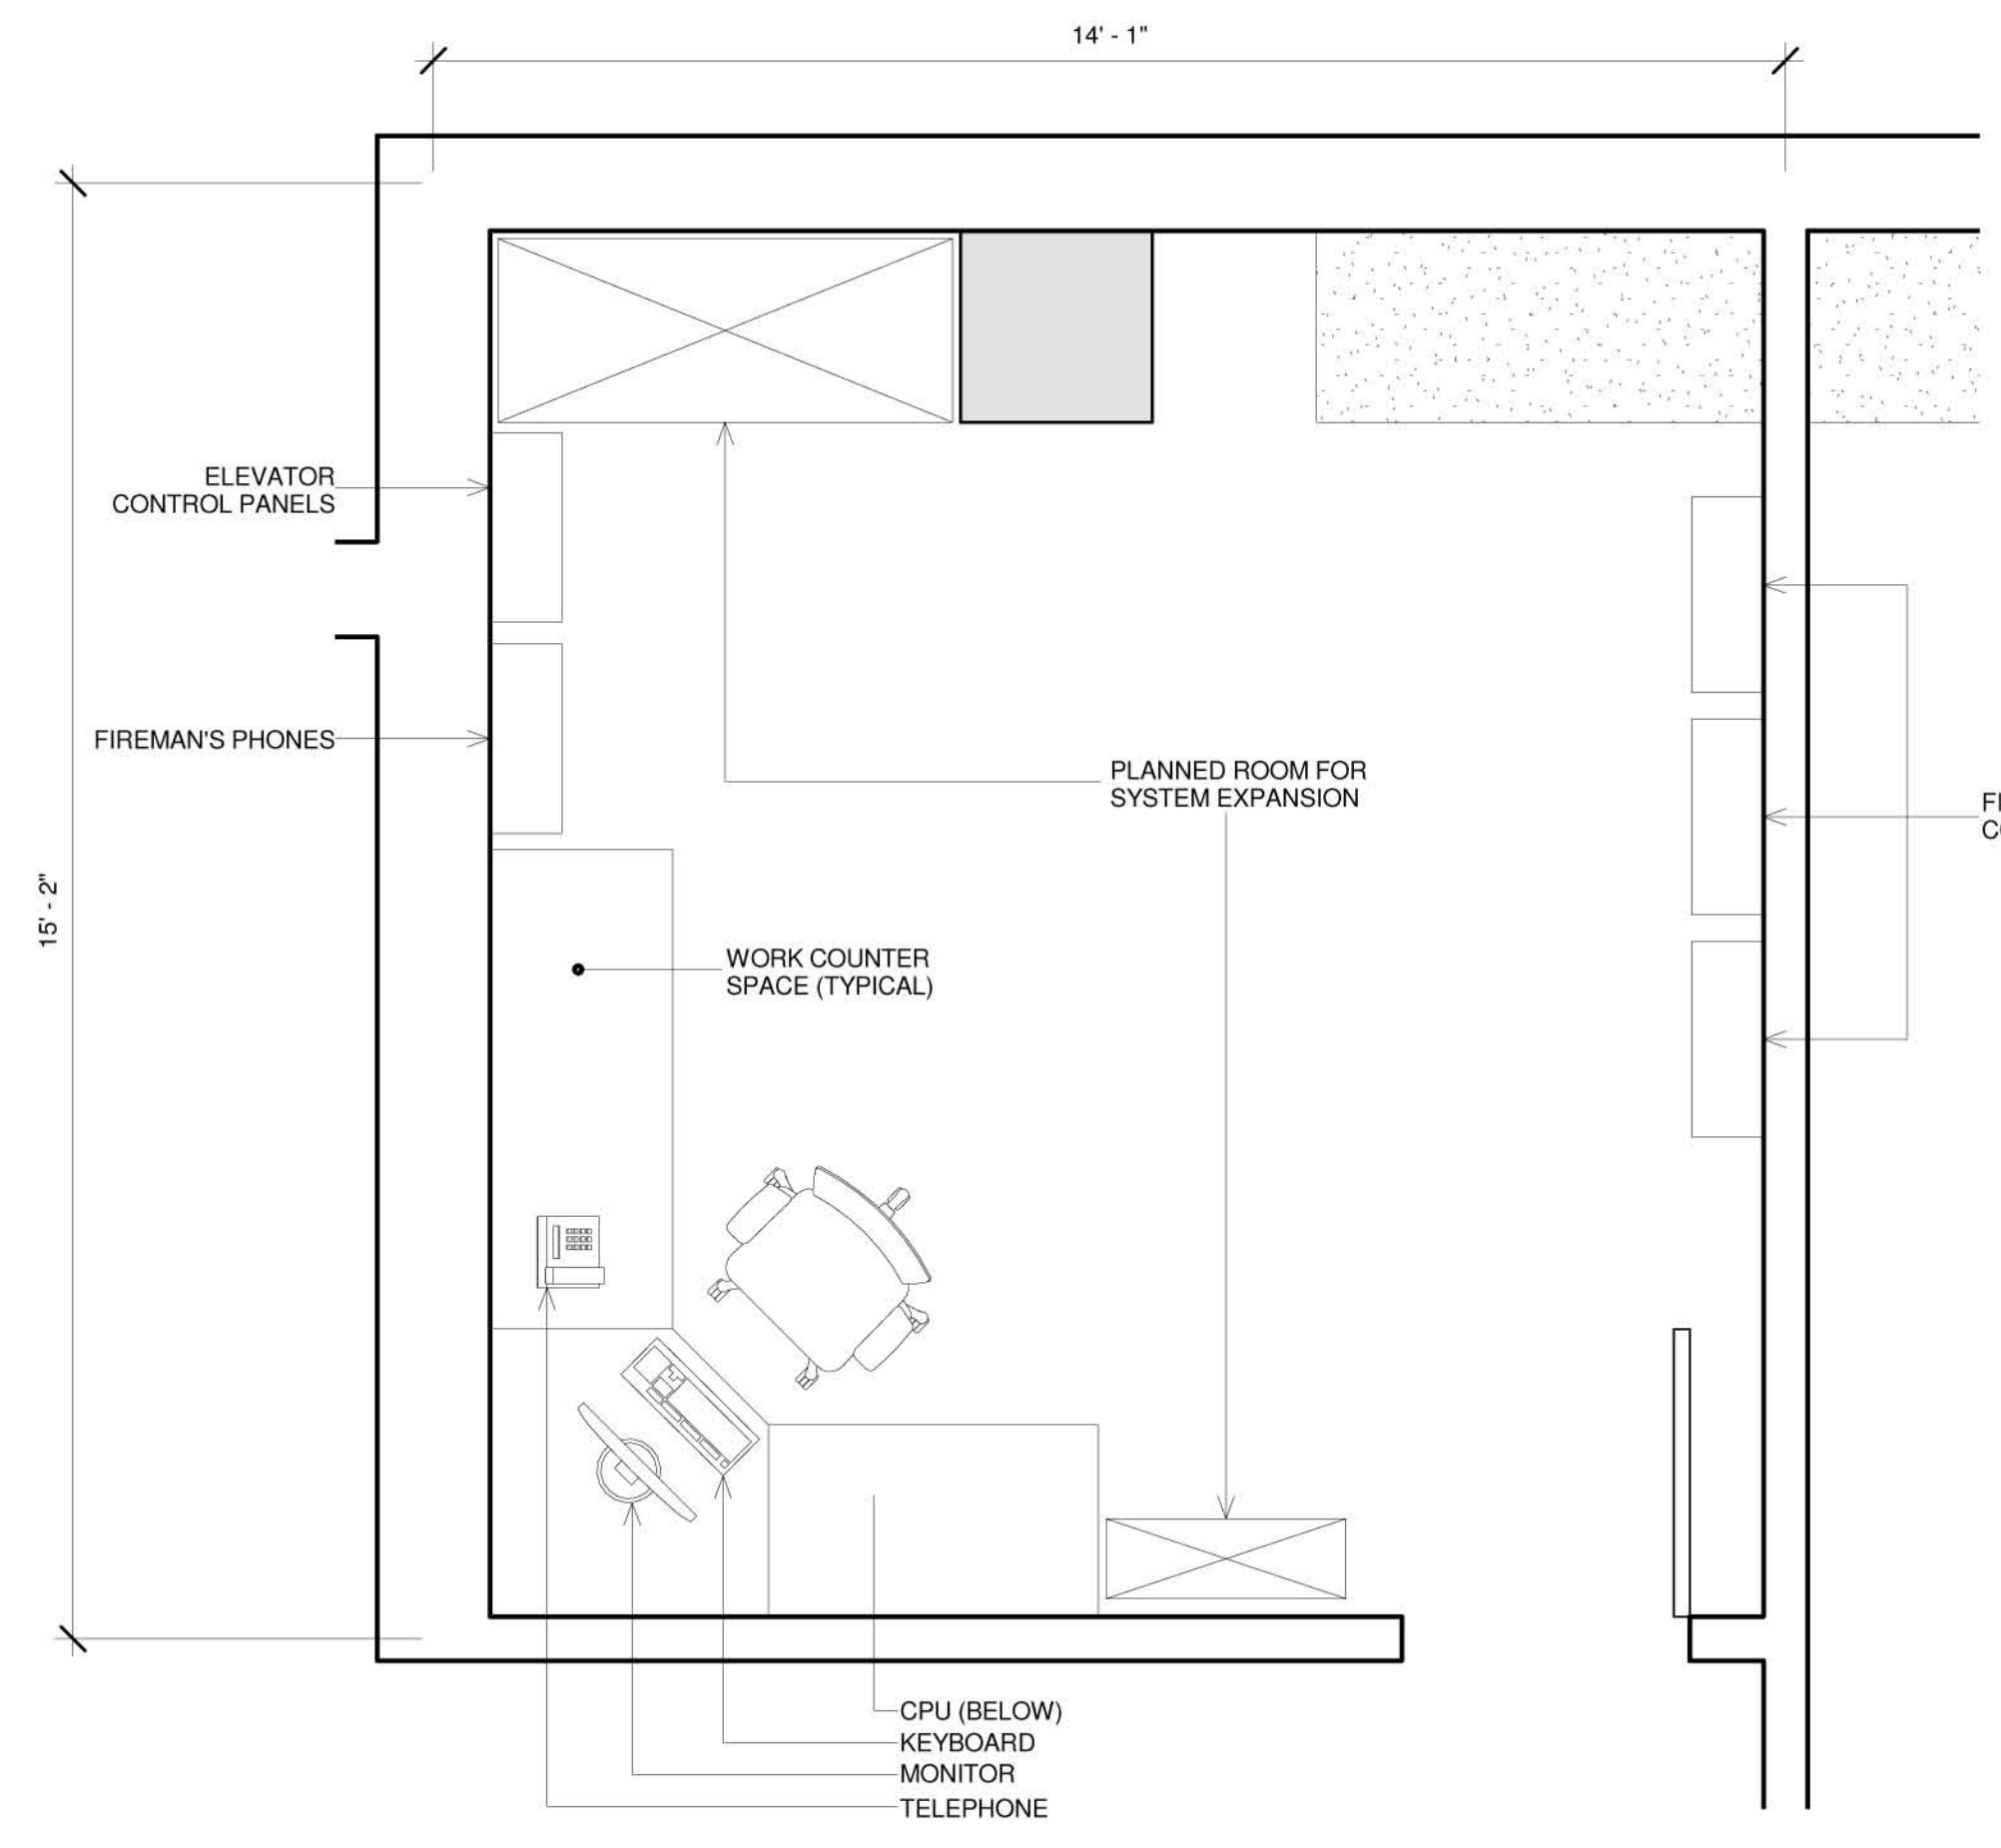 14' - 1"
ELEVATOR
CONTROL PANELS
FIREMAN'S PHONES
PLANNED ROOM FOR
SYSTEM EXPANSION
15' - 2"
WORK COUNTER
SPACE (TYPICAL)
CPU (BELOW)
KEYBOARD
MONITOR
TELEPHONE